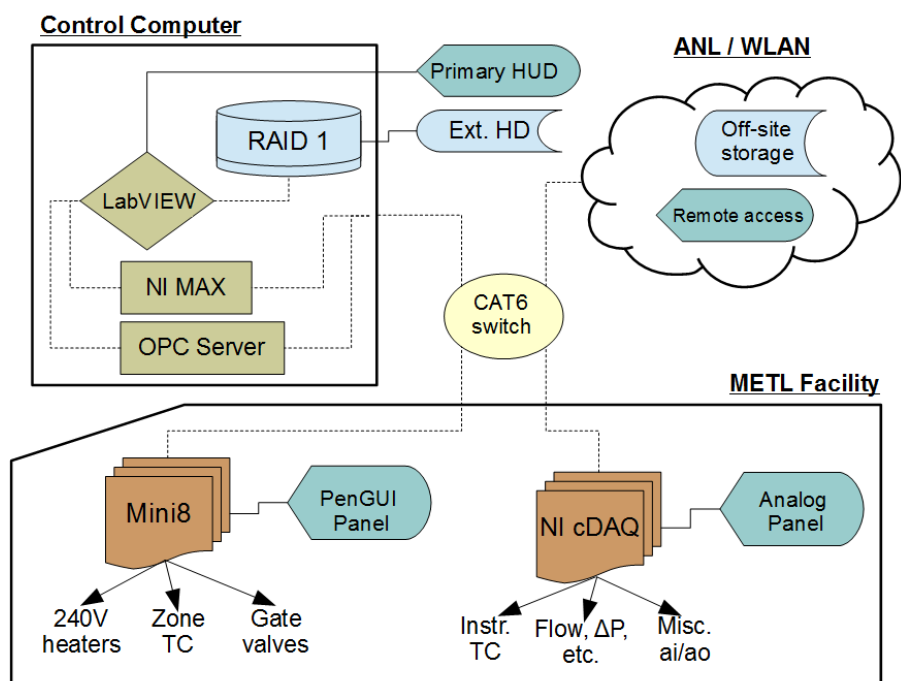 Control Computer
Primary HUD
RAID 1
Ext. HD
LabVIEW
NI MAX
OPC Server
ANL / WLAN
Off-site
storage
Remote access
CAT6
switch
METL Facility
Mini8
PenGUI
Panel
NI cDAQ
Analog
Panel
240V
heaters
Zone
TC
Gate
valves
Instr.
TC
Flow, ΔP,
etc.
Misc.
ai/ao